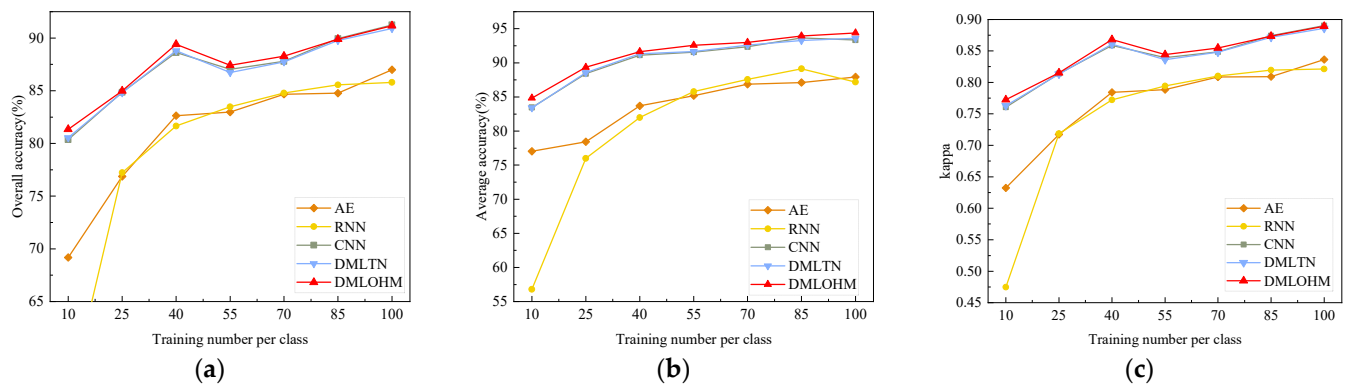 90
85
80
75
70
65
Overall accuracy(%)
AE
RNN
CNN
DMLTN
DMLOHM
10 25 40 55 70 85 100
Training number per class
(a)
95
90
85
80
75
70
65
60
55
Average accuracy(%)
AE
RNN
CNN
DMLTN
DMLOHM
10 25 40 55 70 85 100
Training number per class
(b)
0.90
0.85
0.80
0.75
0.70
0.65
0.60
0.55
0.50
0.45
kappa
AE
RNN
CNN
DMLTN
DMLOHM
10 25 40 55 70 85 100
Training number per class
(c)